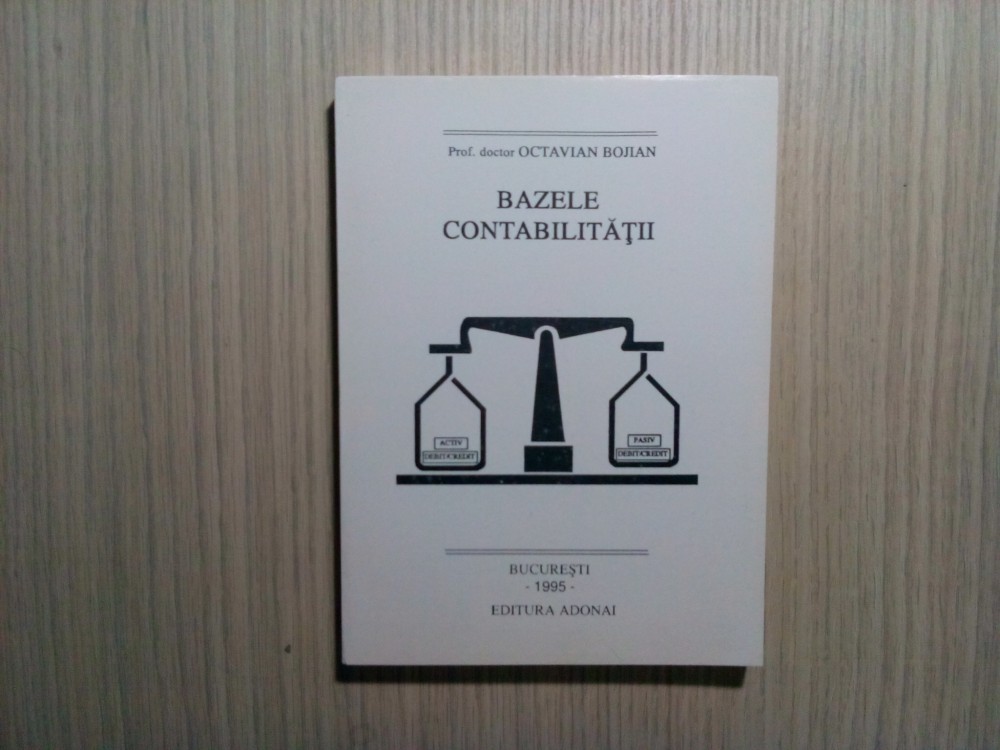 Prof. doctor OCTAVIAN BOJIAN
BAZELE
CONTABILITĂŢII
ACTIV
DEBIT/CREDIT
PASIV
DEBIT/CREDIT
BUCUREŞTI
- 1995 -
EDITURA ADONAI